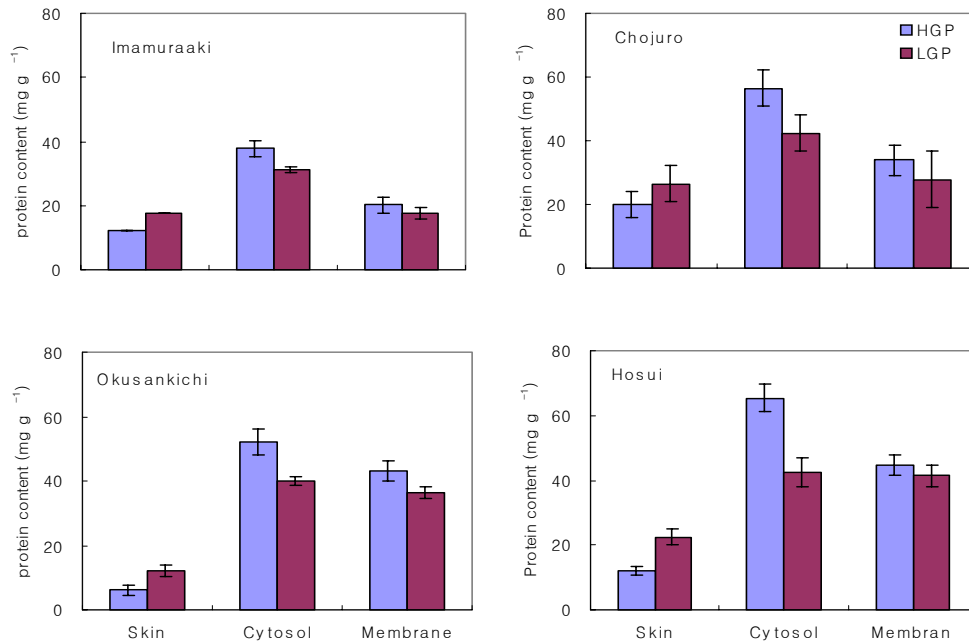 80
60
40
20
0
protein content (mg g ⁻¹)
Imamuraaki
80
60
40
20
0
Protein content (mg g ⁻¹)
Chojuro
HGP
LGP
80
60
40
20
0
protein content (mg g ⁻¹)
Okusankichi
Skin Cytosol Membrane
80
60
40
20
0
Protein content (mg g ⁻¹)
Hosui
Skin Cytosol Membran